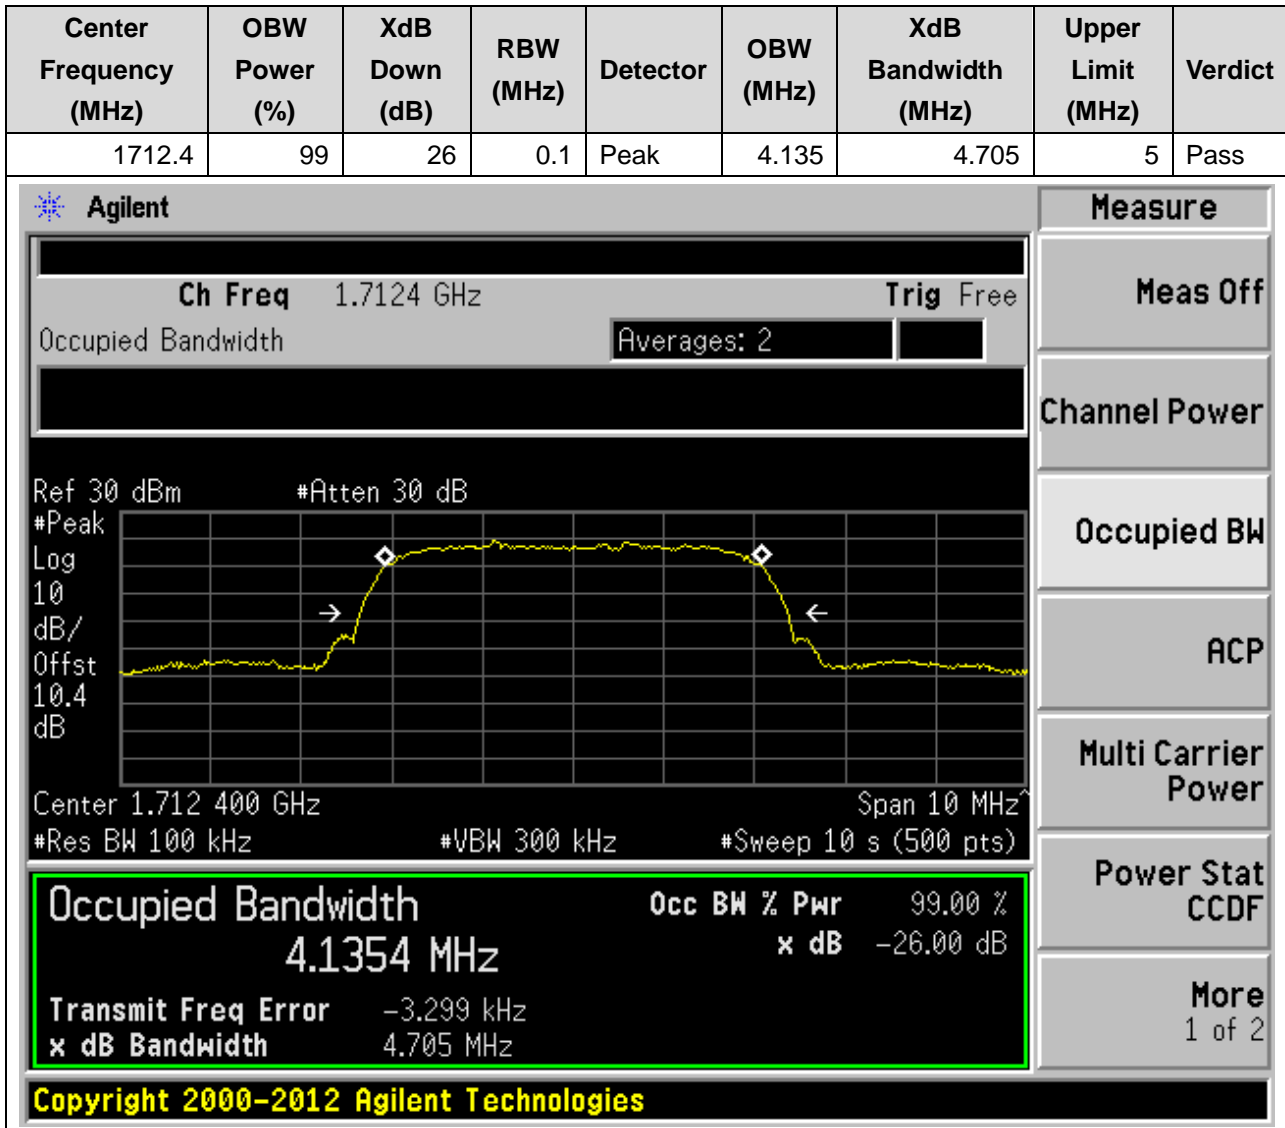 Center Frequency (MHz) OBW Power (%) XdB Down (dB) RBW (MHz) Detector OBW (MHz) XdB Bandwidth (MHz) Upper Limit (MHz) Verdict
1712.4 99 26 0.1 Peak 4.135 4.705 5 Pass
Agilent
Measure
Ch Freq 1.7124 GHz Trig Free
Meas Off
Occupied Bandwidth Averages: 2
Channel Power
Ref 30 dBm #Atten 30 dB
#Peak
Log
10
dB/
Offst
10.4
dB
Occupied BW
ACP
Multi Carrier
Power
Center 1.712 400 GHz Span 10 MHz^
#Res BW 100 kHz #VBW 300 kHz #Sweep 10 s (500 pts)
Power Stat
CCDF
Occupied Bandwidth Occ BW % Pwr 99.00 %
4.1354 MHz x dB -26.00 dB
Transmit Freq Error -3.299 kHz
x dB Bandwidth 4.705 MHz
More
1 of 2
Copyright 2000-2012 Agilent Technologies